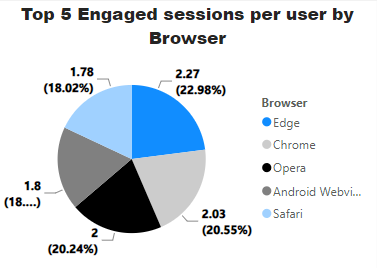 Top 5 Engaged sessions per user by
Browser
1.78
(18.02%)
2.27
(22.98%)
Browser
Edge
Chrome
Opera
Android Webvi...
Safari
1.8
(18....)
2
(20.24%)
2.03
(20.55%)